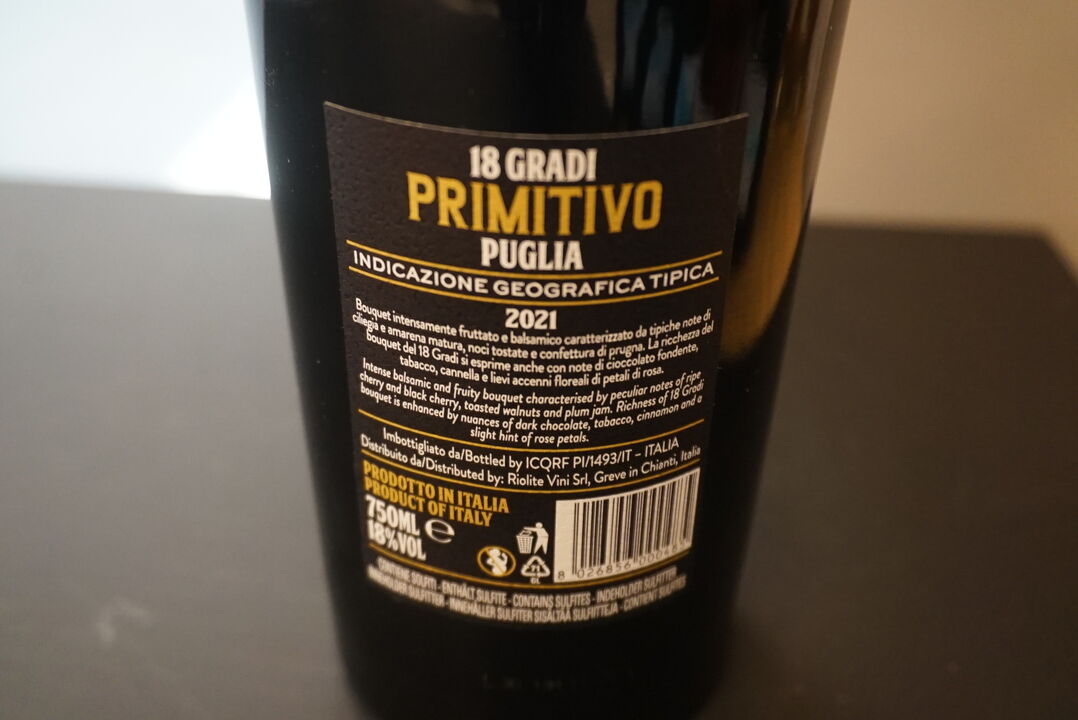 18 GRADI
PRIMITIVO
PUGLIA
INDICAZIONE GEOGRAFICA TIPICA
2021
Bouquet intensamente fruttato e balsamico caratterizzato da tipiche note di
ciliegia e amarena matura, noci tostate e confettura di prugna. La ricchezza del
bouquet del 18 Gradi si esprime anche con note di cioccolato fondente,
tabacco, cannella e lievi accenni floreali di petali di rosa.
Intense balsamic and fruity bouquet characterised by peculiar notes of ripe
cherry and black cherry, toasted walnuts and plum jam. Richness of 18 Gradi
bouquet is enhanced by nuances of dark chocolate, tabacco, cinnamon and a
slight hint of rose petals.
Imbottigliato da/Bottled by ICQRF PI/1493/IT – ITALIA
Distribuito da/Distributed by: Riolite Vini Srl, Greve in Chianti, Italia
PRODOTTO IN ITALIA
PRODUCT OF ITALY
750ML e
18%VOL
71
GL
8 026856
CONTIENE SOLFITI - ENTHÄLT SULFITE - CONTAINS SULFITES - INDEHOLDER SULFITTER
INNEHÅLLER SULFITER SISÄLTÄÄ SULFIITTEJA - CONTIENT SULFITES